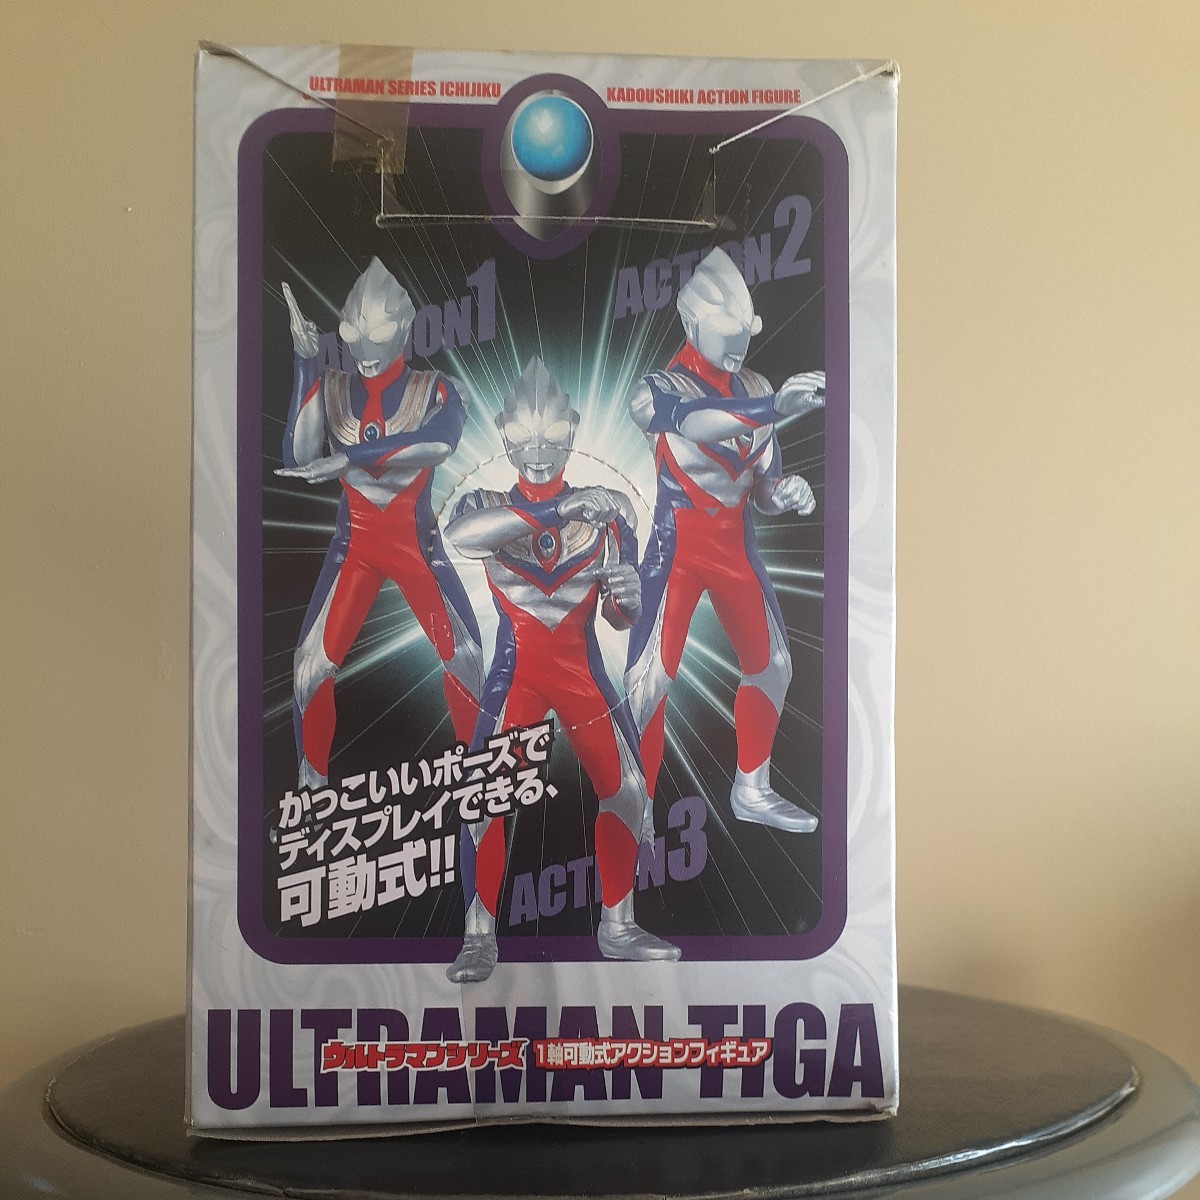 ULTRAMAN SERIES ICHIJIKU KADOUSHIKI ACTION FIGURE
ACTION1
ACTION2
かっこいいポーズで
ディスプレイできる、
可動式!!
ACTION3
ULTRAMAN TIGA
ウルトラマンシリーズ 1軸可動式アクションフィギュア